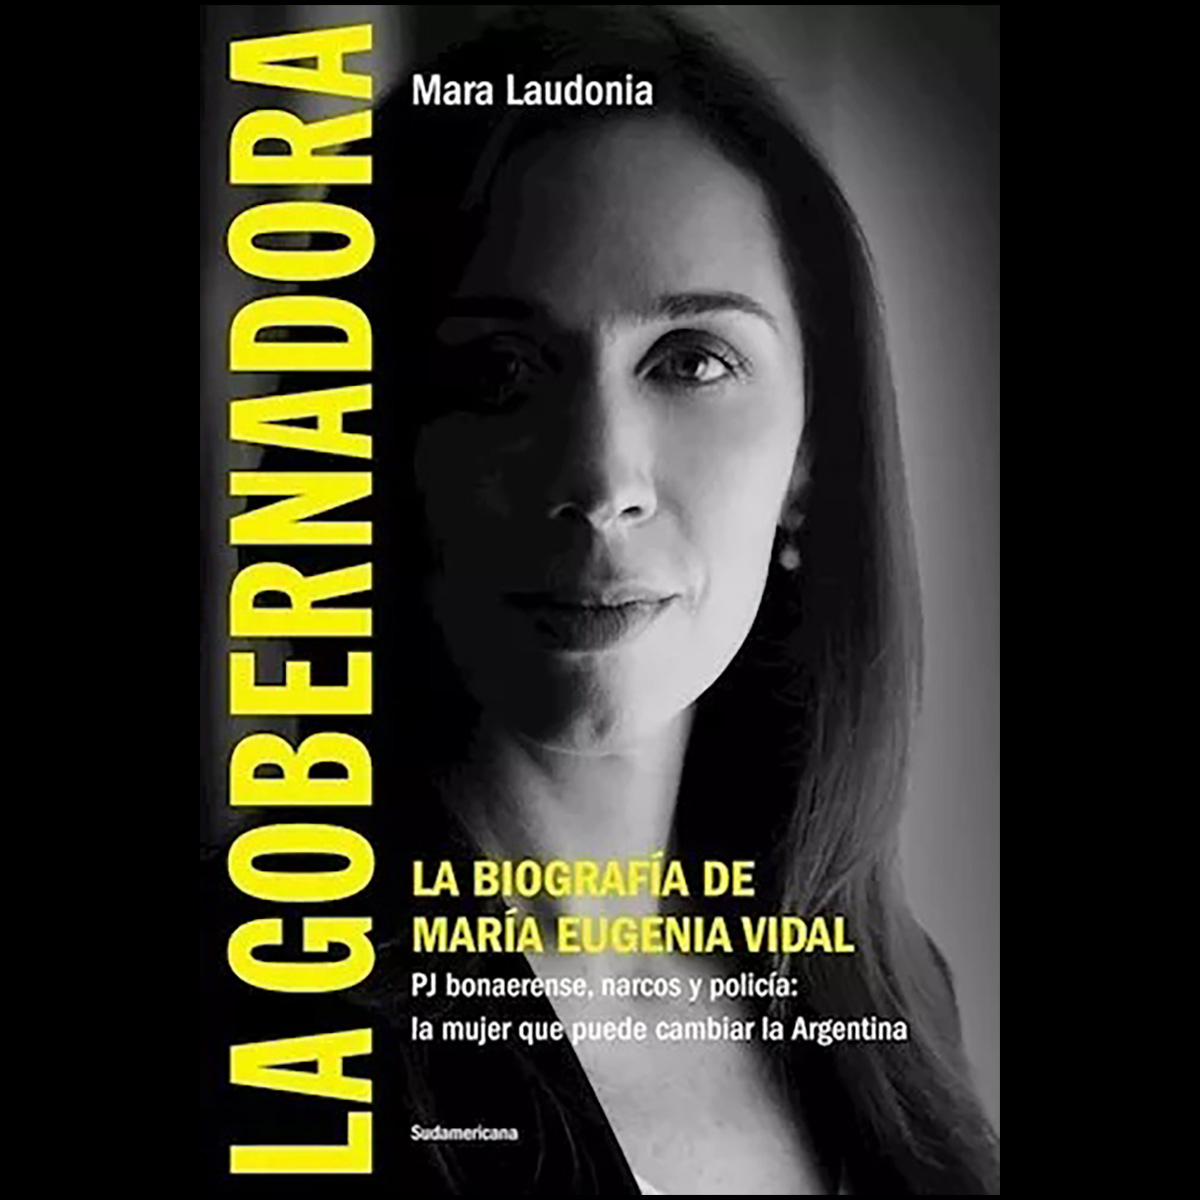 LA GOBERNADORA
Mara Laudonia
LA BIOGRAFÍA DE
MARÍA EUGENIA VIDAL
PJ bonaerense, narcos y policía:
la mujer que puede cambiar la Argentina
Sudamericana